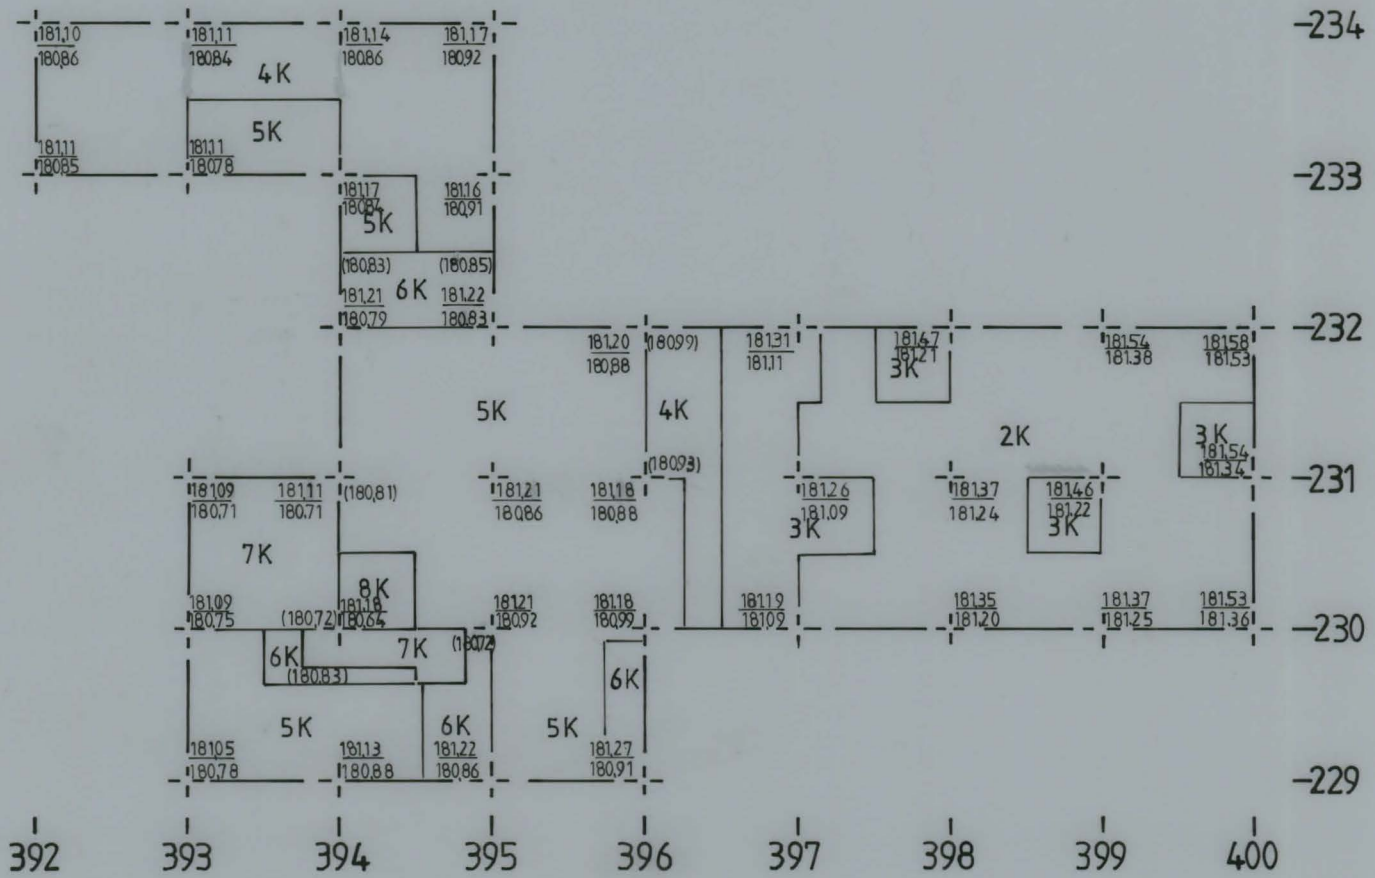 181,10 181,11 181,14 181,17 -234
180,86 180,84 180,86 180,92
4K
5K
181,11 181,11
180,85 180,78 -233
181,17 181,16
180,84 180,91
5K
(180,83) (180,85)
6K
181,21 181,22
180,79 180,83 -232
181,20 (180,99) 181,31 181,47 181,54 181,58
180,88 181,11 181,21 181,38 181,53
3K
5K 4K 2K 3K
(180,93) 181,54
181,34 -231
181,09 181,11 (180,81) 181,21 181,18 181,26 181,37 181,46
180,71 180,71 180,86 180,88 181,09 181,24 181,22
3K 3K
7K
8K
181,09 (180,72) 181,18 181,21 181,18 181,19 181,35 181,37 181,53
180,75 180,64 180,92 180,99 181,09 181,20 181,25 181,36 -230
6K 7K
(180,83) 6K
5K 6K 5K
181,05 181,13 181,22 181,27
180,78 180,88 180,86 180,91 -229
392 393 394 395 396 397 398 399 400